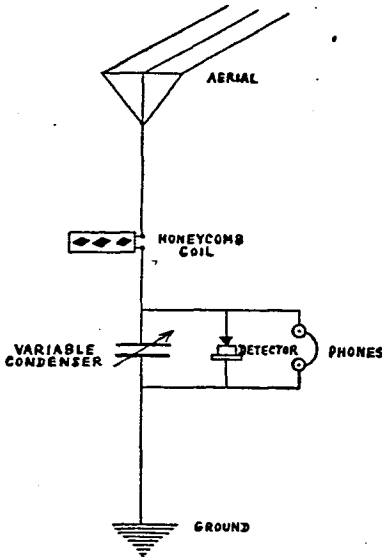 AERIAL
HONEYCOMB
COIL
VARIABLE
CONDENSER
DETECTOR
PHONES
GROUND